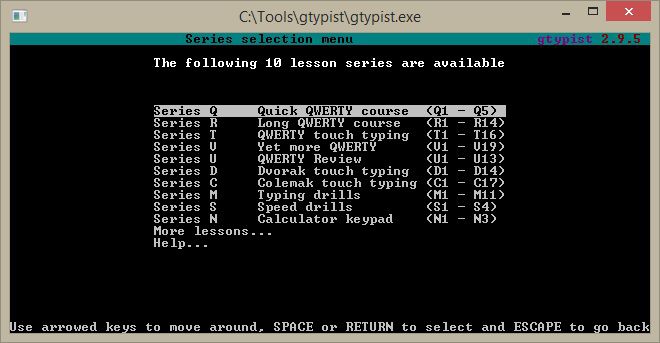 C:\Tools\gtypist\gtypist.exe
Series selection menu gtypist 2.9.5
The following 10 lesson series are available
Series Q Quick QWERTY course (Q1 - Q5)
Series R Long QWERTY course (R1 - R14)
Series T QWERTY touch typing (T1 - T16)
Series V Yet more QWERTY (V1 - V19)
Series U QWERTY Review (U1 - U13)
Series D Dvorak touch typing (D1 - D14)
Series C Colemak touch typing (C1 - C17)
Series M Typing drills (M1 - M11)
Series S Speed drills (S1 - S4)
Series N Calculator keypad (N1 - N3)
More lessons...
Help...
Use arrowed keys to move around, SPACE or RETURN to select and ESCAPE to go back